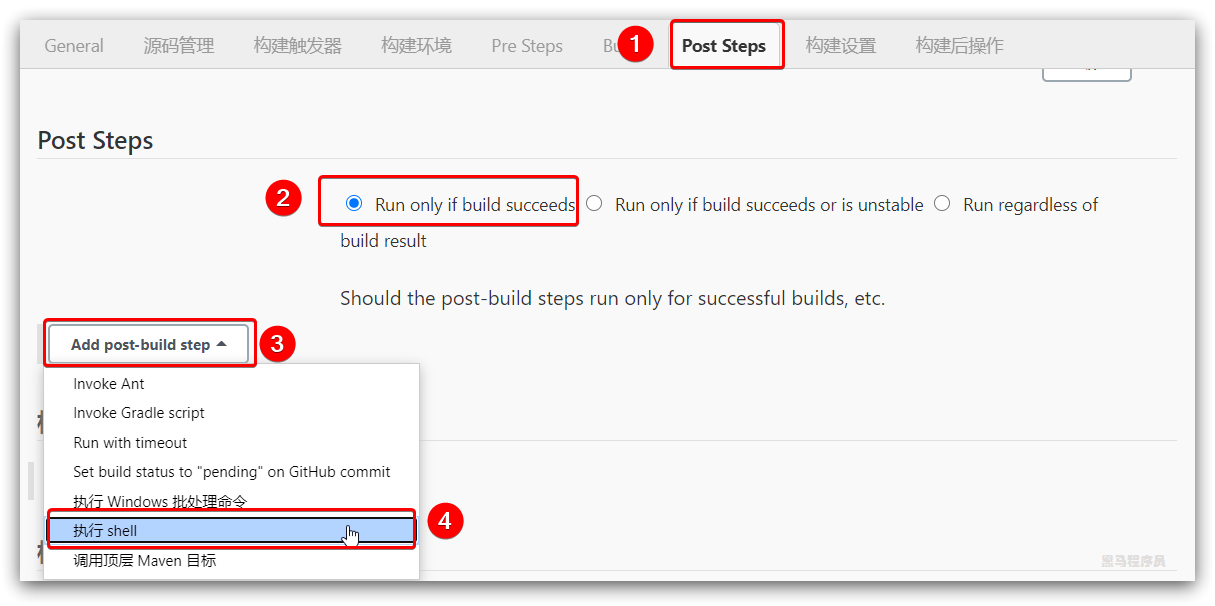 General 源码管理 构建触发器 构建环境 Pre Steps Bu 1 Post Steps 构建设置 构建后操作
Post Steps
2 Run only if build succeeds Run only if build succeeds or is unstable Run regardless of
build result
Should the post-build steps run only for successful builds, etc.
Add post-build step 3
Invoke Ant
Invoke Gradle script
Run with timeout
Set build status to "pending" on GitHub commit
执行 Windows 批处理命令
执行 shell 4
调用顶层 Maven 目标
黑马程序员